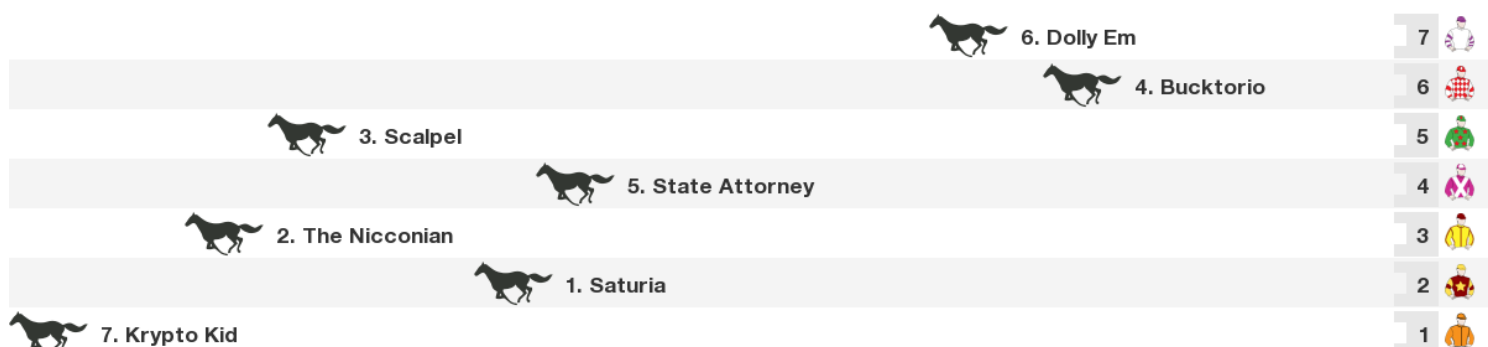 6. Dolly Em 7
4. Bucktorio 6
3. Scalpel 5
5. State Attorney 4
2. The Nicconian 3
1. Saturia 2
7. Krypto Kid 1